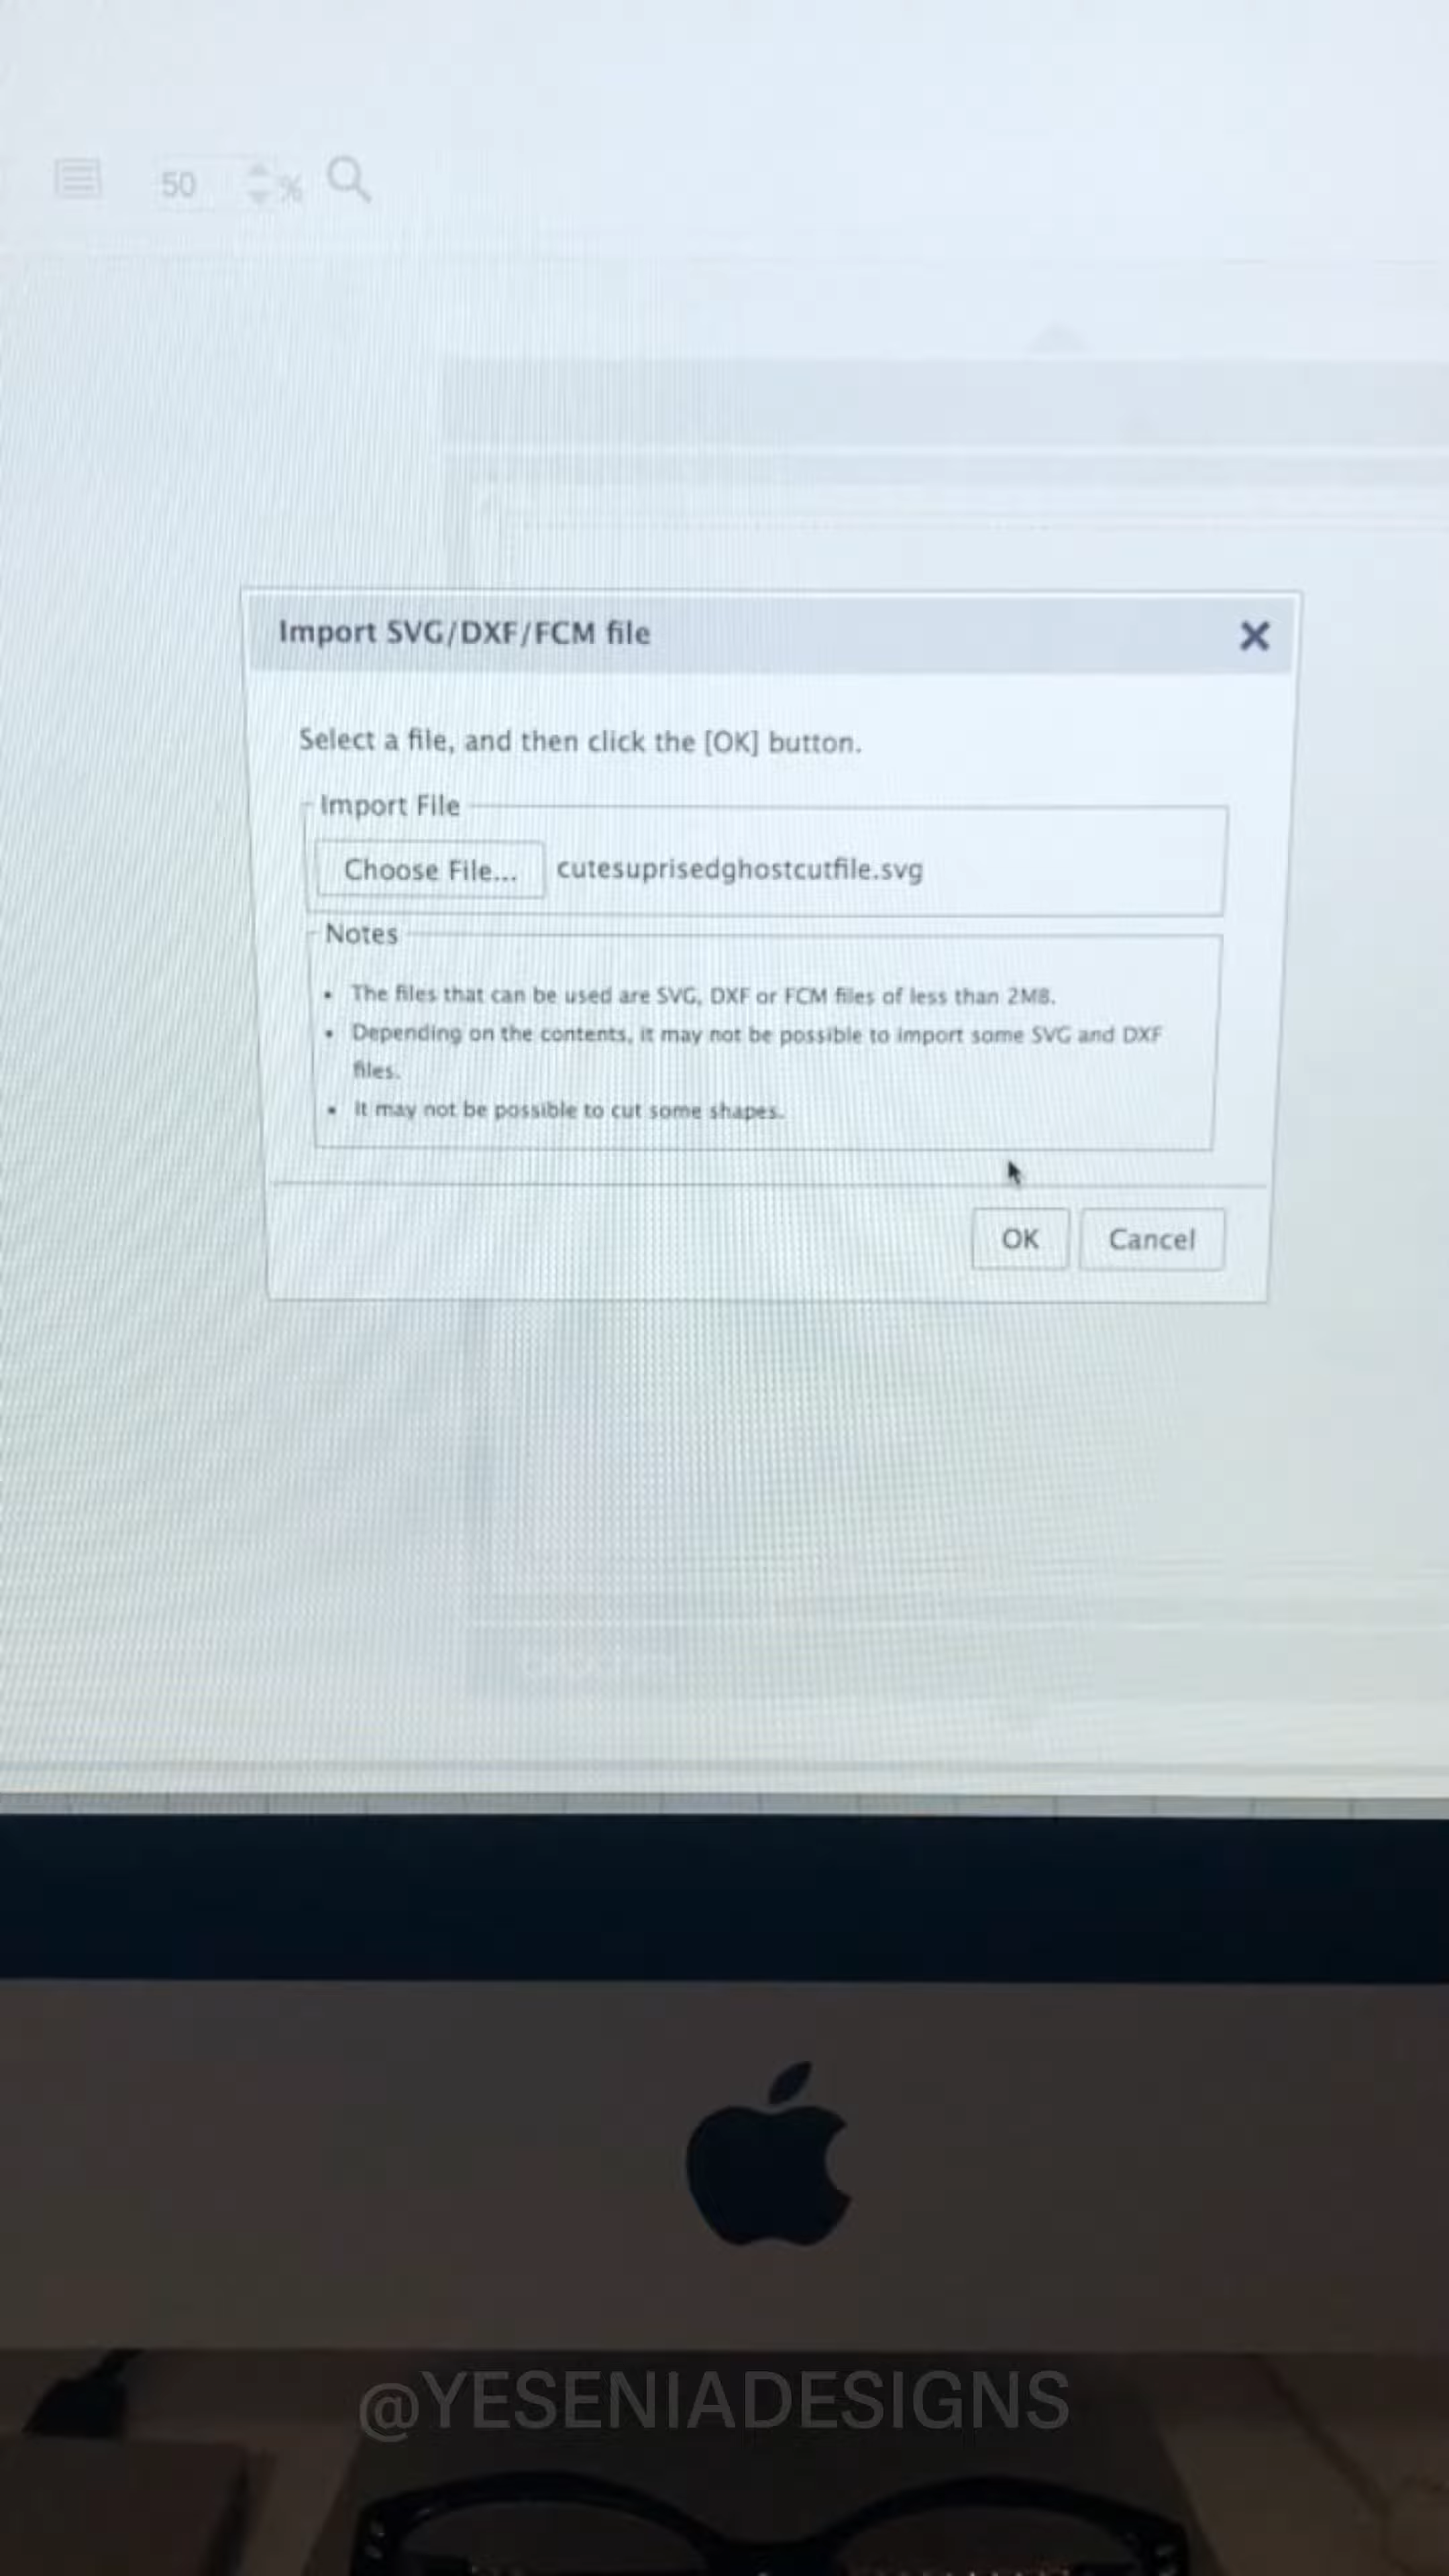 50 %
Import SVG/DXF/FCM file
Select a file, and then click the [OK] button.
Import File
Choose File... cutesuprisedghostcutfile.svg
Notes
• The files that can be used are SVG, DXF or FCM files of less than 2MB.
• Depending on the contents, it may not be possible to import some SVG and DXF
files.
• It may not be possible to cut some shapes.
OK Cancel
@YESENIADESIGNS